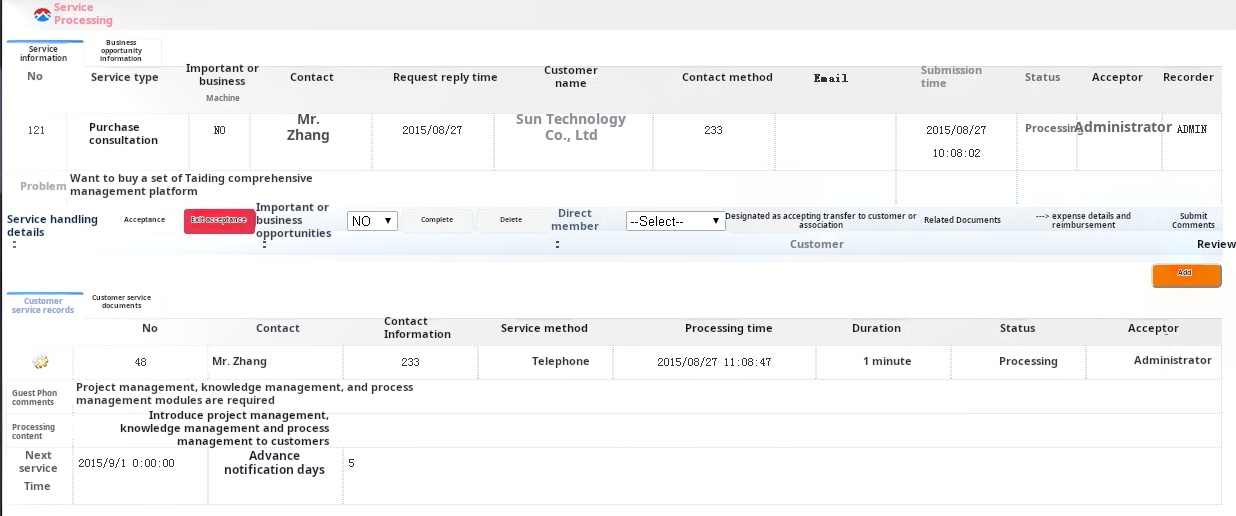 Service
Processing
Service
information
Business
opportunity
information
No
Service type
Important or
business
Machine
Contact
Request reply time
Customer
name
Contact method
Email
Submission
time
Status
Acceptor
Recorder
121
Purchase
consultation
NO
Mr.
Zhang
2015/08/27
Sun Technology
Co., Ltd
233
2015/08/27
10:08:02
Processing
Administrator
ADMIN
Problem
Want to buy a set of Taiding comprehensive
management platform
Service handling
details
:
Acceptance
Exit acceptance
Important or
business
opportunities
:
NO
Complete
Delete
Direct
member
:
--Select--
Designated as accepting transfer to customer or
association
Customer
Related Documents
---> expense details and
reimbursement
Submit
Comments
Review
Add
Customer
service records
Customer service
documents
No
Contact
Contact
Information
Service method
Processing time
Duration
Status
Acceptor
48
Mr. Zhang
233
Telephone
2015/08/27 11:08:47
1 minute
Processing
Administrator
Guest Phon
comments
Project management, knowledge management, and process
management modules are required
Processing
content
Introduce project management,
knowledge management and process
management to customers
Next
service
Time
2015/9/1 0:00:00
Advance
notification days
5